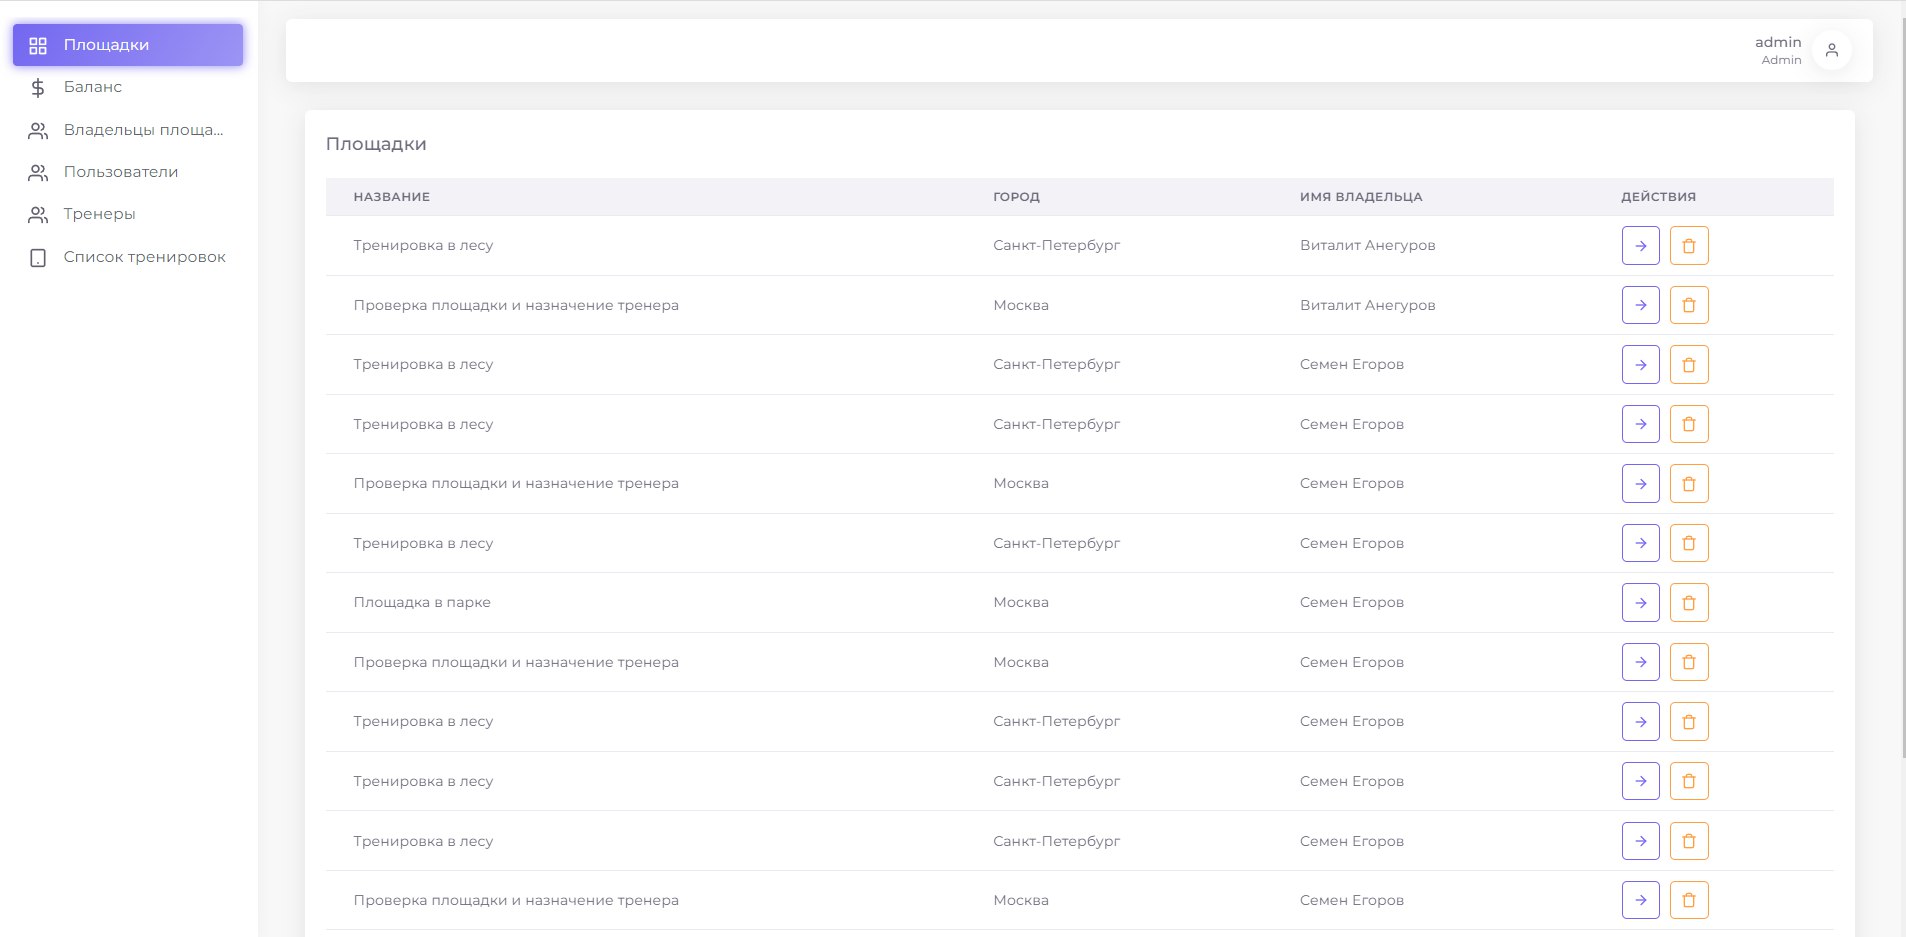 Площадки
Баланс
Владельцы площа...
Пользователи
Тренеры
Список тренировок
admin
Admin
Площадки
НАЗВАНИЕ ГОРОД ИМЯ ВЛАДЕЛЬЦА ДЕЙСТВИЯ
Тренировка в лесу Санкт-Петербург Виталит Анегуров
Проверка площадки и назначение тренера Москва Виталит Анегуров
Тренировка в лесу Санкт-Петербург Семен Егоров
Тренировка в лесу Санкт-Петербург Семен Егоров
Проверка площадки и назначение тренера Москва Семен Егоров
Тренировка в лесу Санкт-Петербург Семен Егоров
Площадка в парке Москва Семен Егоров
Проверка площадки и назначение тренера Москва Семен Егоров
Тренировка в лесу Санкт-Петербург Семен Егоров
Тренировка в лесу Санкт-Петербург Семен Егоров
Тренировка в лесу Санкт-Петербург Семен Егоров
Проверка площадки и назначение тренера Москва Семен Егоров